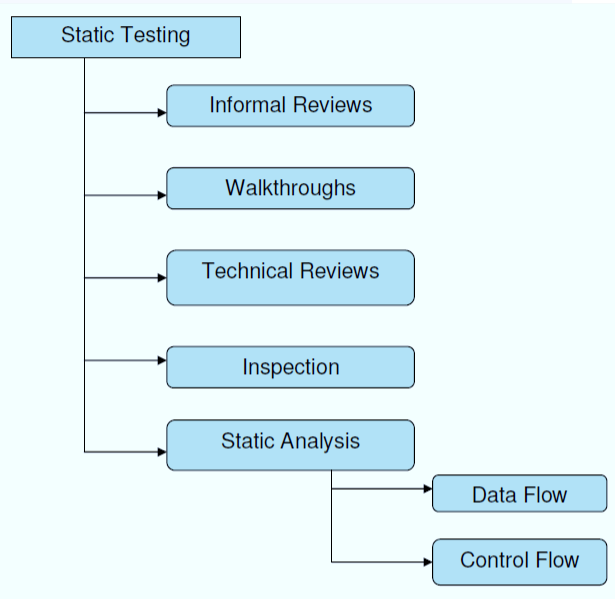 Static Testing
Informal Reviews
Walkthroughs
Technical Reviews
Inspection
Static Analysis
Data Flow
Control Flow